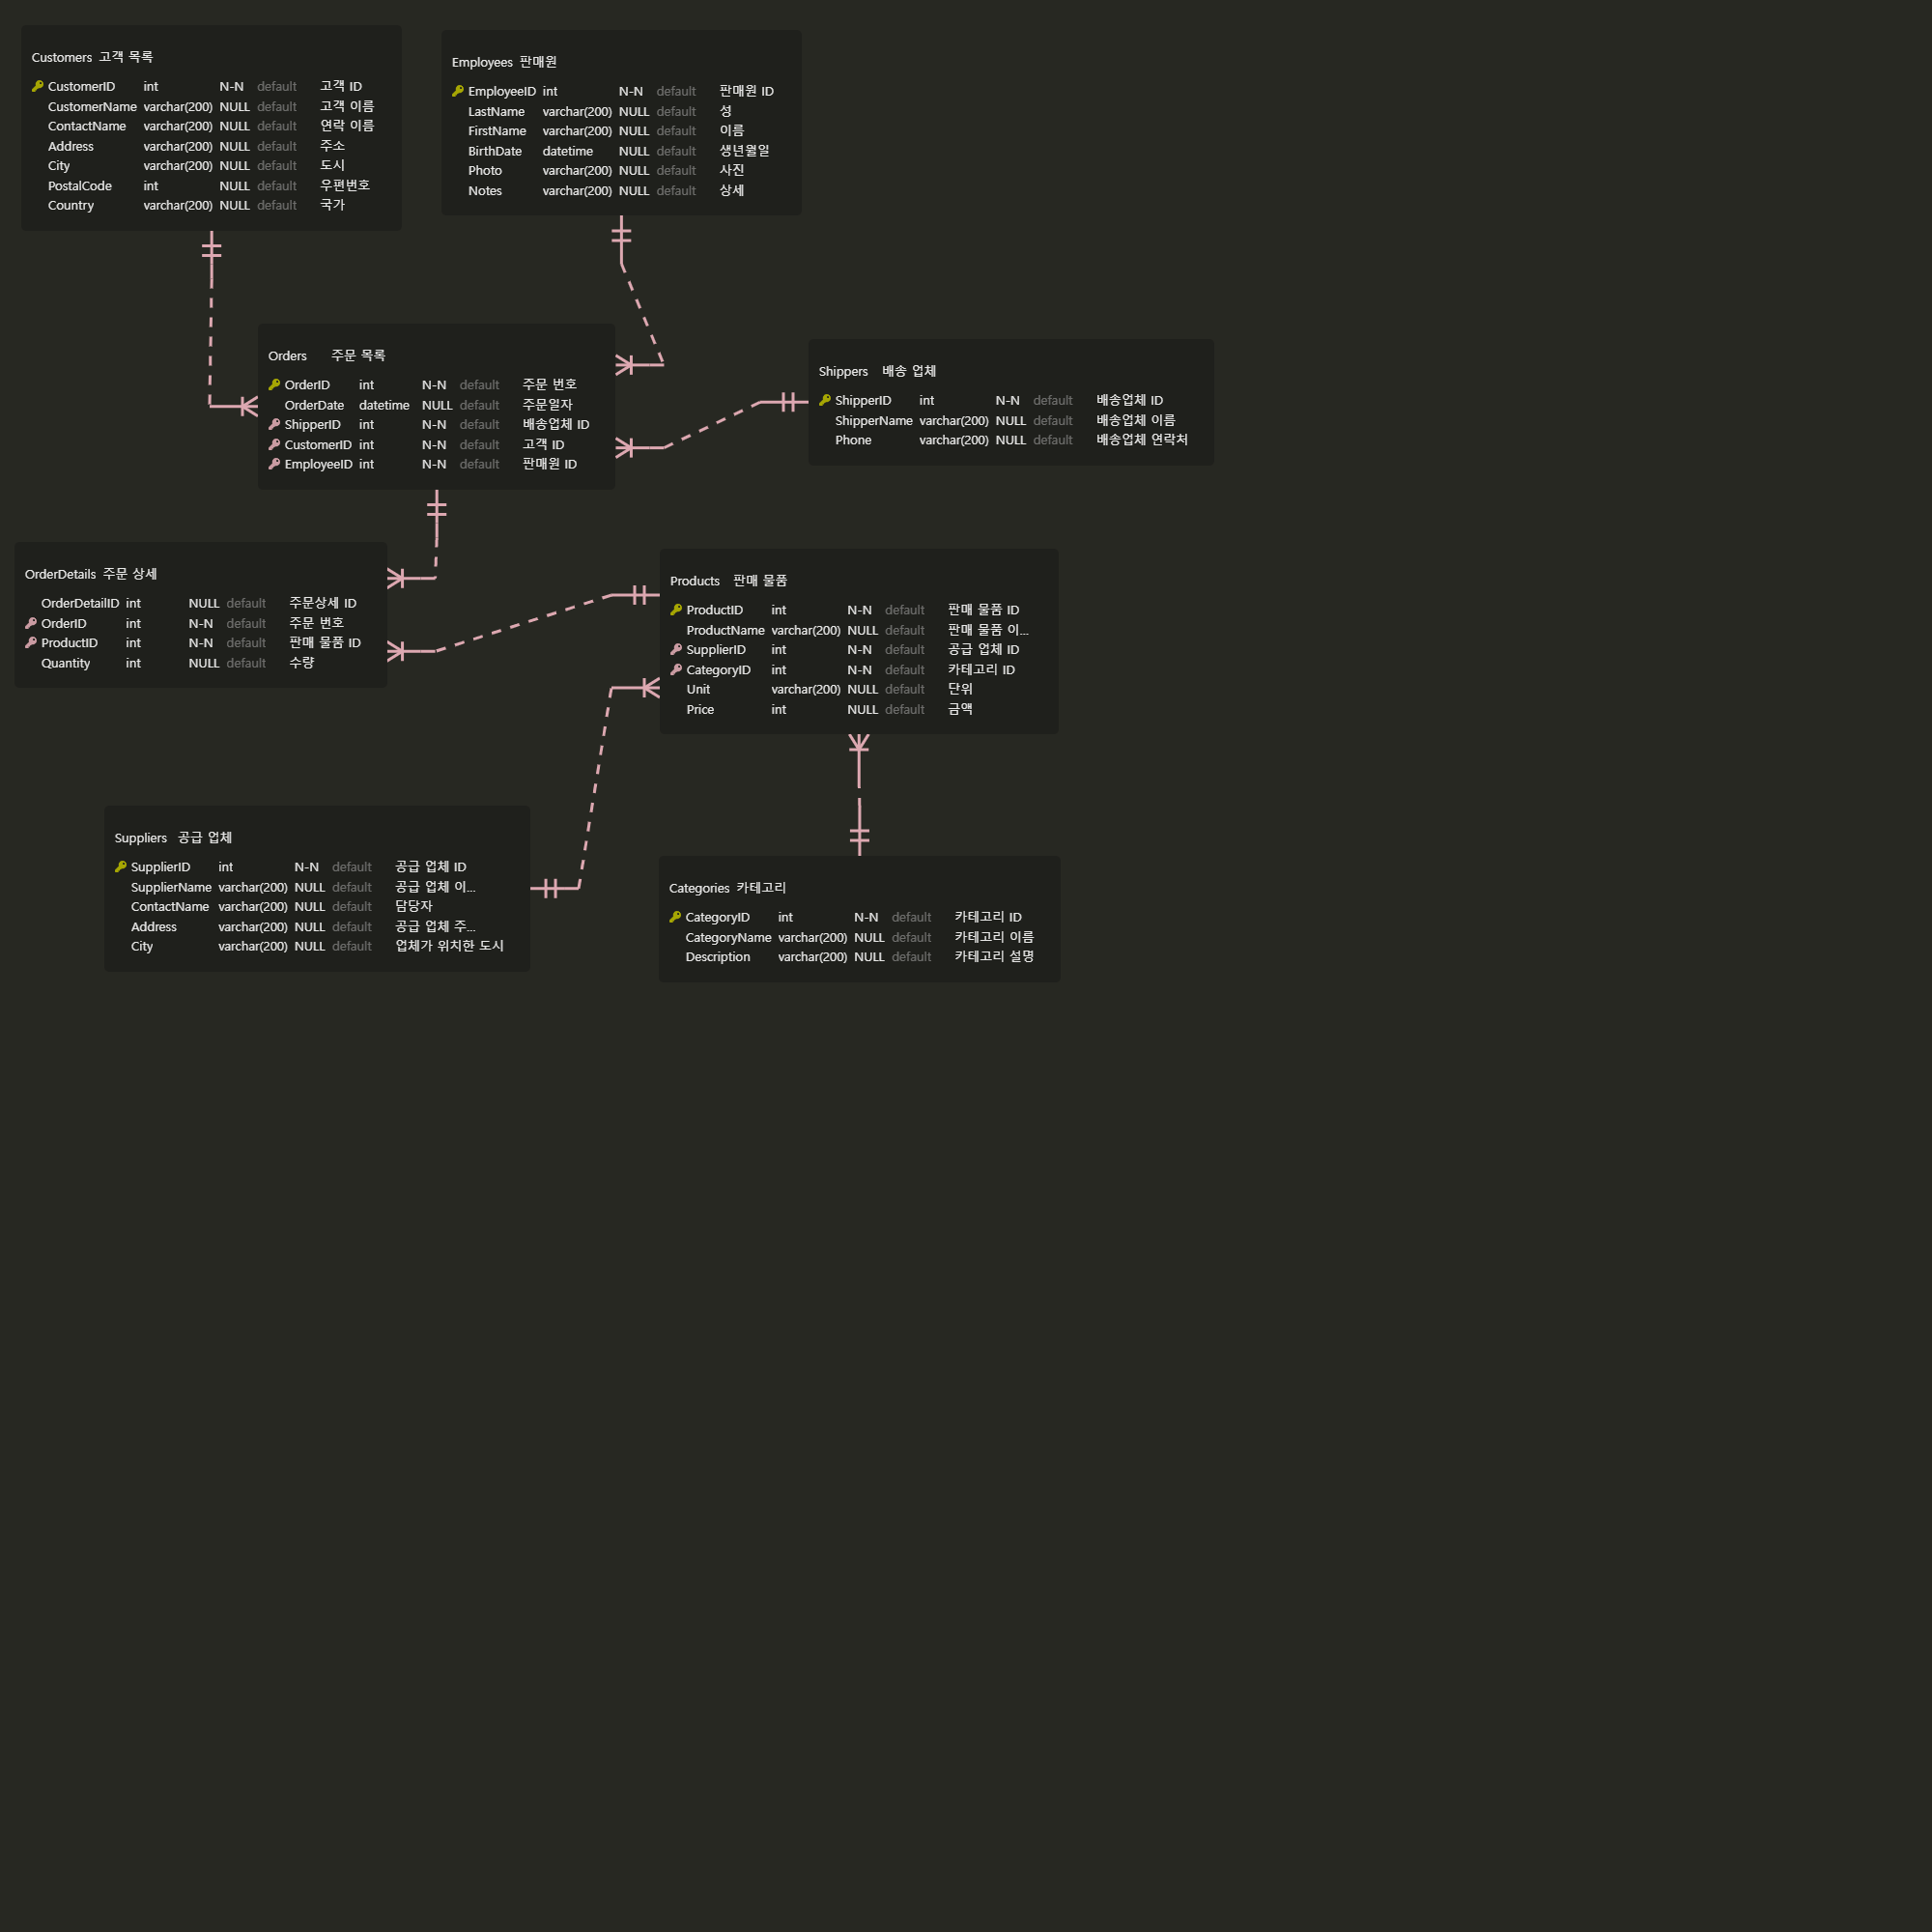 Customers 고객 목록
CustomerID int N-N default 고객 ID
CustomerName varchar(200) NULL default 고객 이름
ContactName varchar(200) NULL default 연락 이름
Address varchar(200) NULL default 주소
City varchar(200) NULL default 도시
PostalCode int NULL default 우편번호
Country varchar(200) NULL default 국가
Employees 판매원
EmployeeID int N-N default 판매원 ID
LastName varchar(200) NULL default 성
FirstName varchar(200) NULL default 이름
BirthDate datetime NULL default 생년월일
Photo varchar(200) NULL default 사진
Notes varchar(200) NULL default 상세
Orders 주문 목록
OrderID int N-N default 주문 번호
OrderDate datetime NULL default 주문일자
ShipperID int N-N default 배송업체 ID
CustomerID int N-N default 고객 ID
EmployeeID int N-N default 판매원 ID
Shippers 배송 업체
ShipperID int N-N default 배송업체 ID
ShipperName varchar(200) NULL default 배송업체 이름
Phone varchar(200) NULL default 배송업체 연락처
OrderDetails 주문 상세
OrderDetailID int NULL default 주문상세 ID
OrderID int N-N default 주문 번호
ProductID int N-N default 판매 물품 ID
Quantity int NULL default 수량
Products 판매 물품
ProductID int N-N default 판매 물품 ID
ProductName varchar(200) NULL default 판매 물품 이...
SupplierID int N-N default 공급 업체 ID
CategoryID int N-N default 카테고리 ID
Unit varchar(200) NULL default 단위
Price int NULL default 금액
Suppliers 공급 업체
SupplierID int N-N default 공급 업체 ID
SupplierName varchar(200) NULL default 공급 업체 이...
ContactName varchar(200) NULL default 담당자
Address varchar(200) NULL default 공급 업체 주...
City varchar(200) NULL default 업체가 위치한 도시
Categories 카테고리
CategoryID int N-N default 카테고리 ID
CategoryName varchar(200) NULL default 카테고리 이름
Description varchar(200) NULL default 카테고리 설명